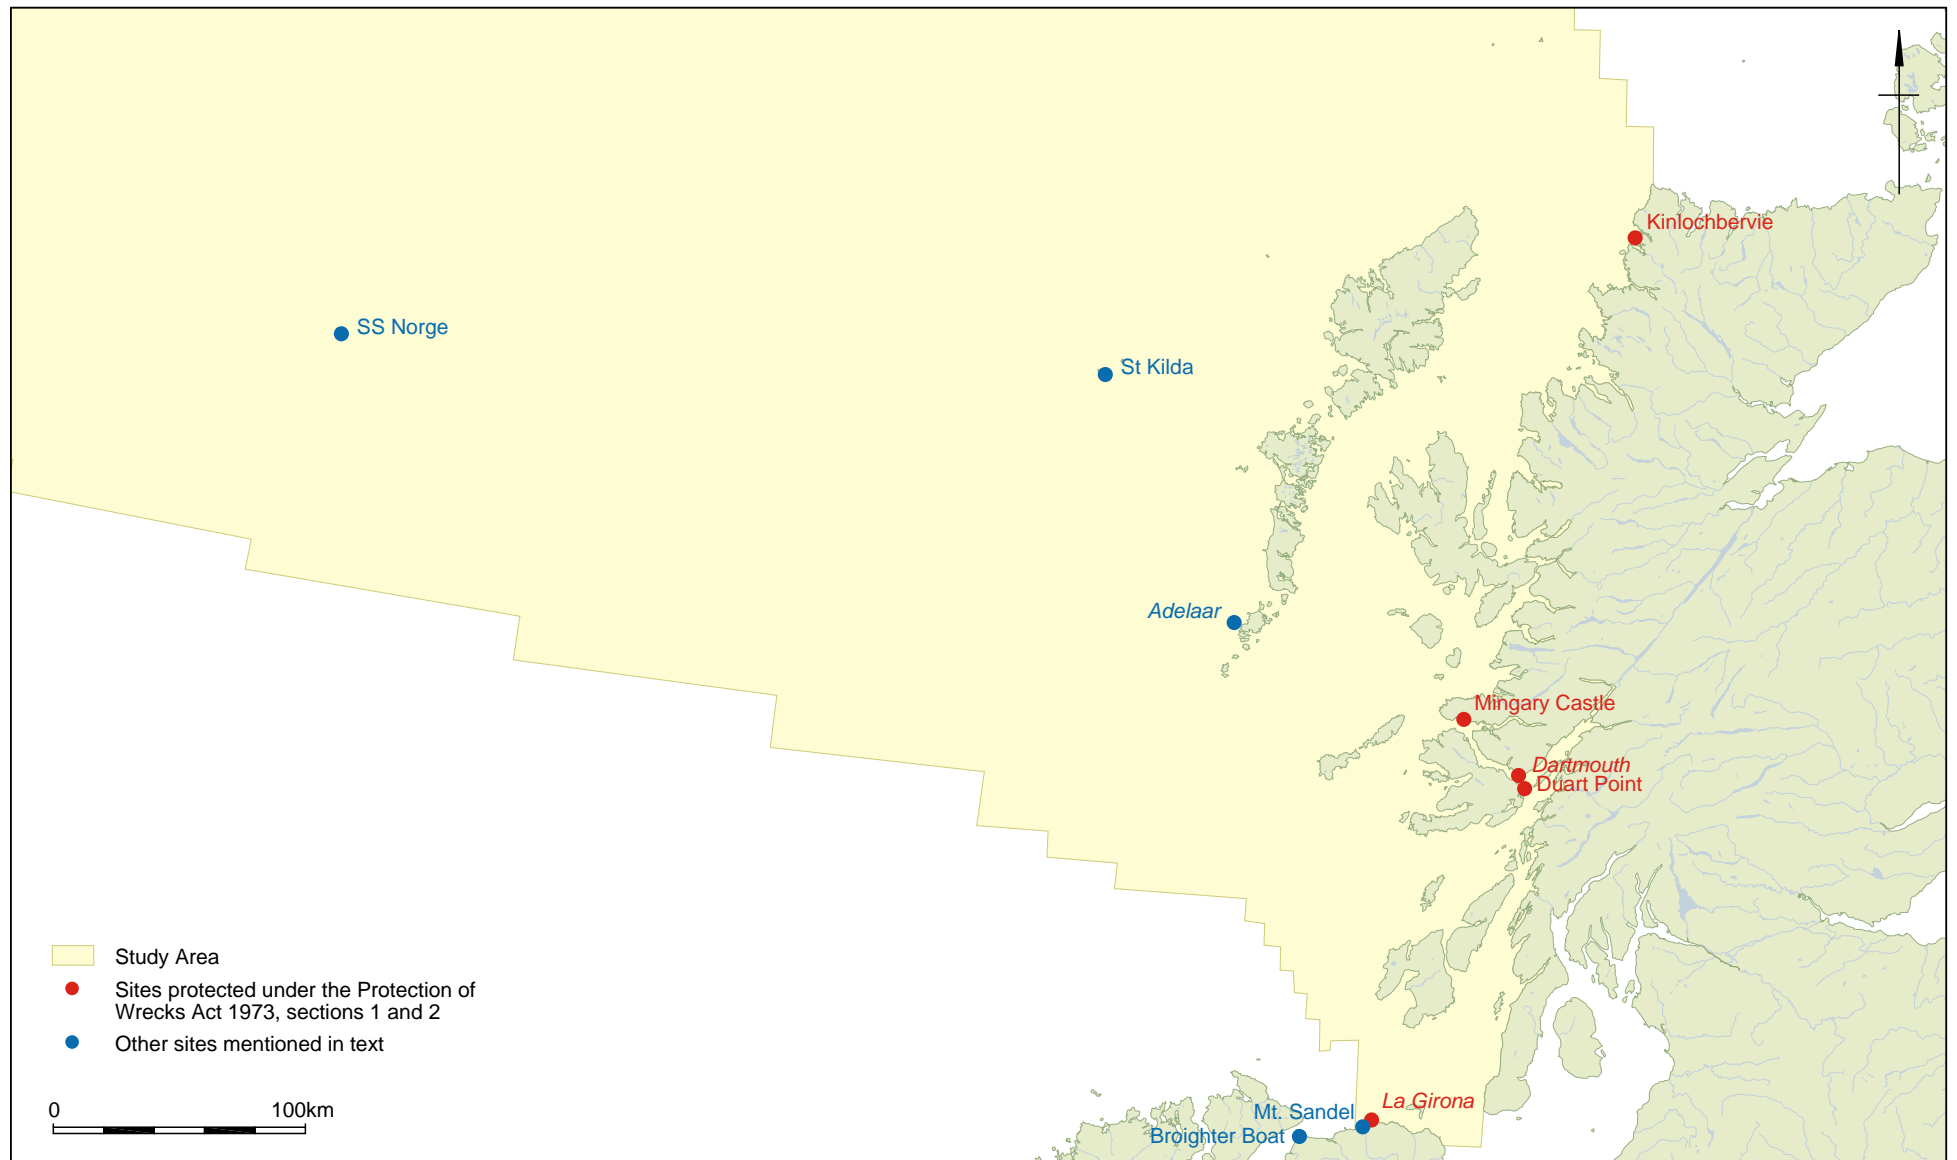 Kinlochbervie
SS Norge
St Kilda
Adelaar
Mingary Castle
Dartmouth
Duart Point
Study Area
Sites protected under the Protection of
Wrecks Act 1973, sections 1 and 2
Other sites mentioned in text
0 100km
La Girona
Mt. Sandel
Broighter Boat